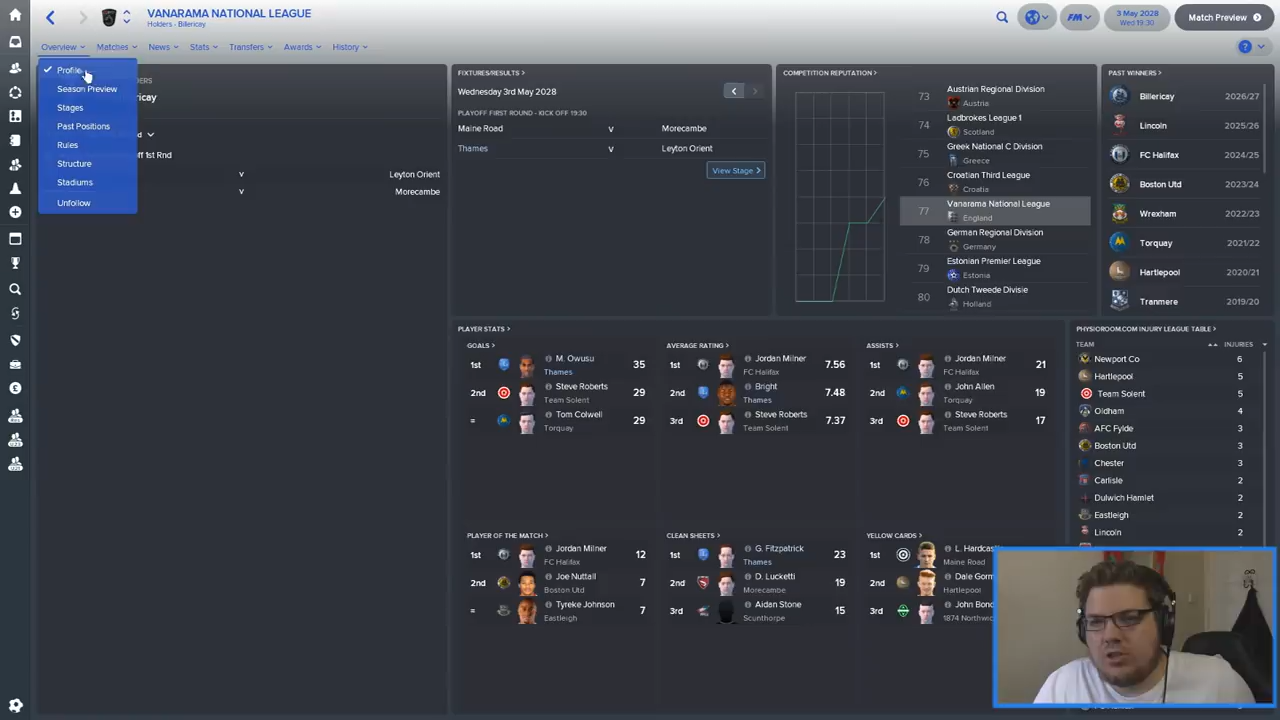 VANARAMA NATIONAL LEAGUE
Holders - Billericay
FM
3 May 2028
Wed 19:30
Match Preview
Overview
Matches
News
Stats
Transfers
Awards
History
?
Profile
Season Preview
Stages
Past Positions
Rules
Structure
Stadiums
Unfollow
v Leyton Orient
v Morecambe
FIXTURES/RESULTS >
Wednesday 3rd May 2028
PLAYOFF FIRST ROUND - KICK OFF 19:30
Maine Road v Morecambe
Thames v Leyton Orient
View Stage >
COMPETITION REPUTATION >
73 Austrian Regional Division
Austria
74 Ladbrokes League 1
Scotland
75 Greek National C Division
Greece
76 Croatian Third League
Croatia
77 Vanarama National League
England
78 German Regional Division
Germany
79 Estonian Premier League
Estonia
80 Dutch Tweede Divisie
Holland
PAST WINNERS >
Billericay 2026/27
Lincoln 2025/26
FC Halifax 2024/25
Boston Utd 2023/24
Wrexham 2022/23
Torquay 2021/22
Hartlepool 2020/21
Tranmere 2019/20
PLAYER STATS >
GOALS >
1st M. Owusu 35
Thames
2nd Steve Roberts 29
Team Solent
= Tom Colwell 29
Torquay
AVERAGE RATING >
1st Jordan Milner 7.56
FC Halifax
2nd Bright 7.48
Thames
3rd Steve Roberts 7.37
Team Solent
ASSISTS >
1st Jordan Milner 21
FC Halifax
2nd John Allen 19
Torquay
3rd Steve Roberts 17
Team Solent
PLAYER OF THE MATCH >
1st Jordan Milner 12
FC Halifax
2nd Joe Nuttall 7
Boston Utd
= Tyreke Johnson 7
Eastleigh
CLEAN SHEETS >
1st G. Fitzpatrick 23
Thames
2nd D. Lucketti 19
Morecambe
3rd Aidan Stone 15
Scunthorpe
YELLOW CARDS >
1st L. Hardcas
Maine Road
2nd Dale Gorm
Hartlepool
3rd John Bond
1874 Northw
PHYSIOROOM.COM INJURY LEAGUE TABLE >
TEAM INJURIES
Newport Co 6
Hartlepool 5
Team Solent 5
Oldham 4
AFC Fylde 3
Boston Utd 3
Chester 3
Carlisle 2
Dulwich Hamlet 2
Eastleigh 2
Lincoln 2